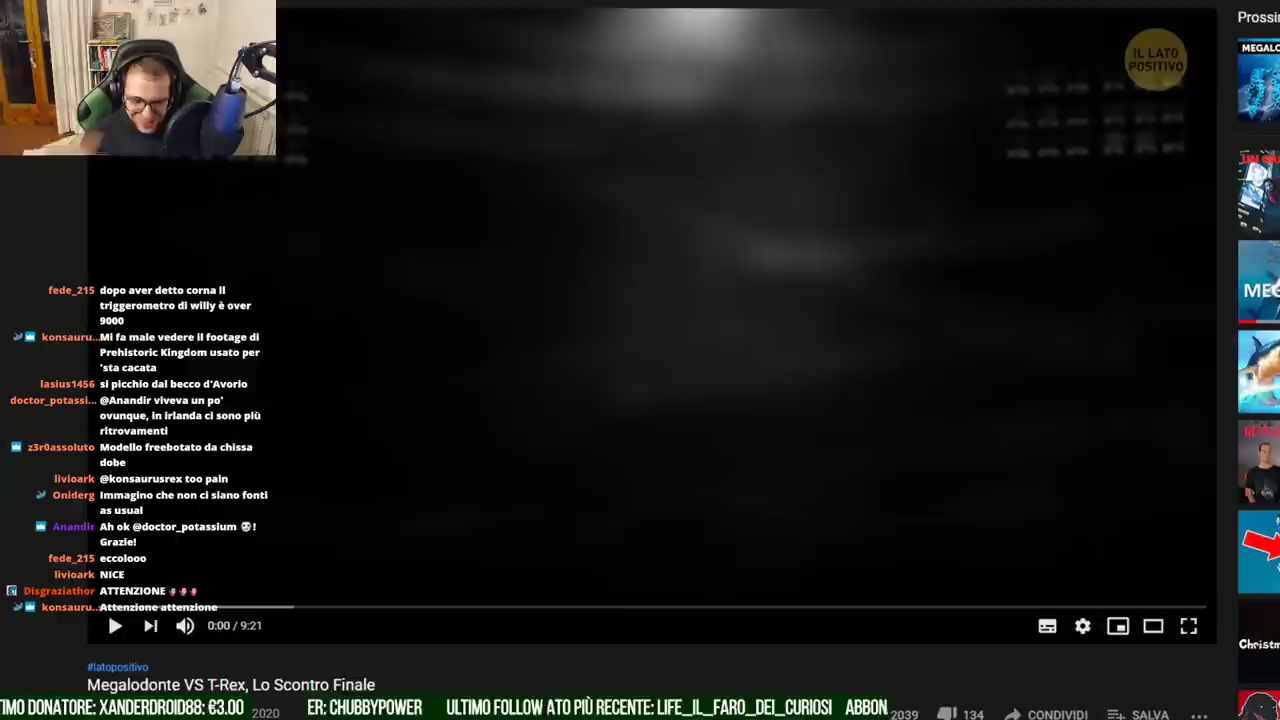 Prossi
IL LATO
POSITIVO
MEGALO
fede_215 dopo aver detto corna il
triggerometro di willy è over
9000
konsauru... Mi fa male vedere il footage di
Prehistoric Kingdom usato per
'sta cacata
lasius1456 si picchio dal becco d'Avorio
doctor_potassi... @Anandir viveva un po'
ovunque, in irlanda ci sono più
ritrovamenti
z3r0assoluto Modello freebotato da chissa
dobe
livioark @konsaurusrex too pain
Oniderg Immagino che non ci siano fonti
as usual
Anandir Ah ok @doctor_potassium !
Grazie!
fede_215 eccolooo
livioark NICE
Disgraziathor ATTENZIONE
konsauru... Attenzione attenzione
MEG
NETFL
Christm
0:00 / 9:21
#latopositivo
Megalodonte VS T-Rex, Lo Scontro Finale
TIMO DONATORE: XANDERDROID88: €3.00
2020
ER: CHUBBYPOWER
ULTIMO FOLLOW ATO PIÙ RECENTE: LIFE_IL_FARO_DEI_CURIOSI
ABBON
2039
134
CONDIVIDI
SALVA